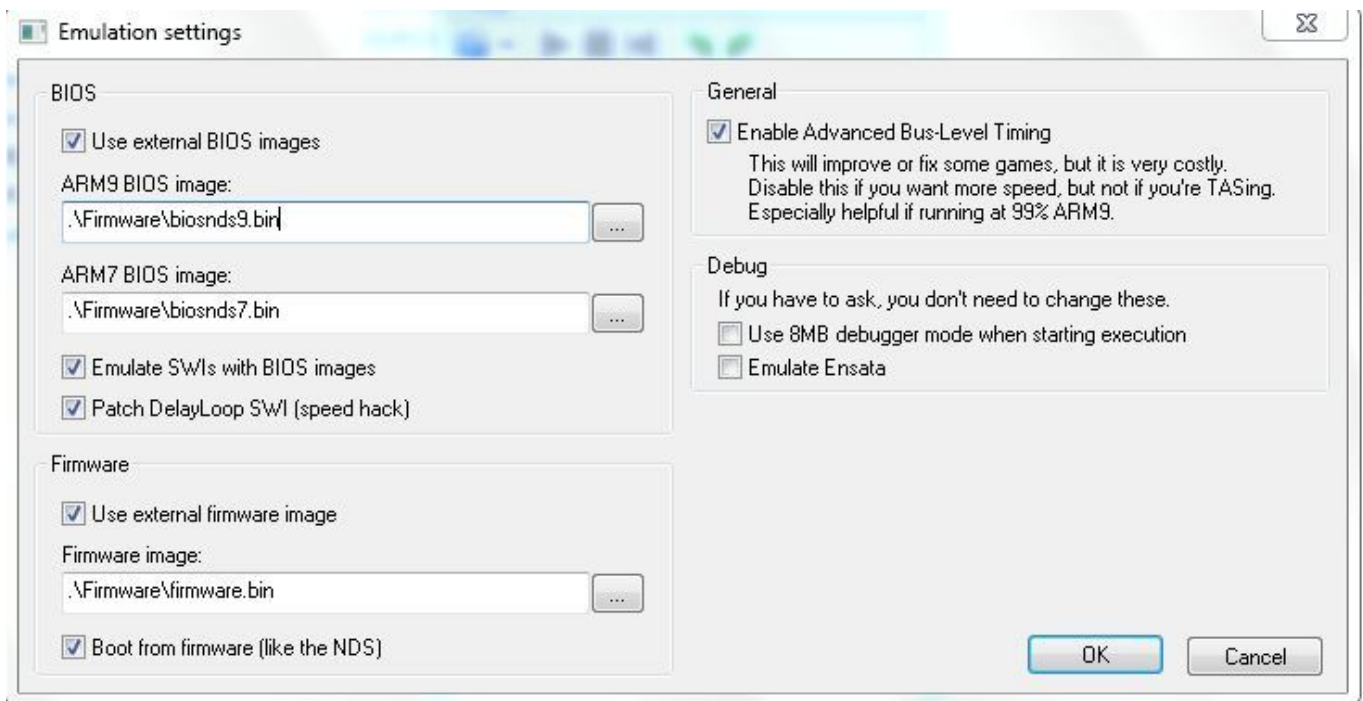 Emulation settings
BIOS
Use external BIOS images
ARM9 BIOS image:
.\Firmware\biosnds9.bin
...
ARM7 BIOS image:
.\Firmware\biosnds7.bin
...
Emulate SWIs with BIOS images
Patch DelayLoop SWI (speed hack)
Firmware
Use external firmware image
Firmware image:
.\Firmware\firmware.bin
...
Boot from firmware (like the NDS)
General
Enable Advanced Bus-Level Timing
This will improve or fix some games, but it is very costly.
Disable this if you want more speed, but not if you're TASing.
Especially helpful if running at 99% ARM9.
Debug
If you have to ask, you don't need to change these.
Use 8MB debugger mode when starting execution
Emulate Ensata
OK
Cancel